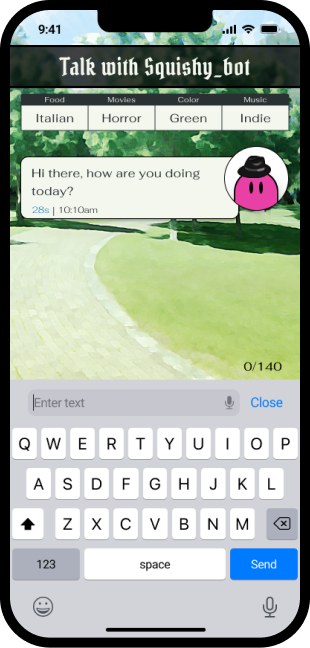 9:41
Talk with Squishy_bot
Food Movies Color Music
Italian Horror Green Indie
Hi there, how are you doing
today?
28s | 10:10am
0/140
Enter text Close
Q W E R T Y U I O P
A S D F G H J K L
Z X C V B N M
123 space Send